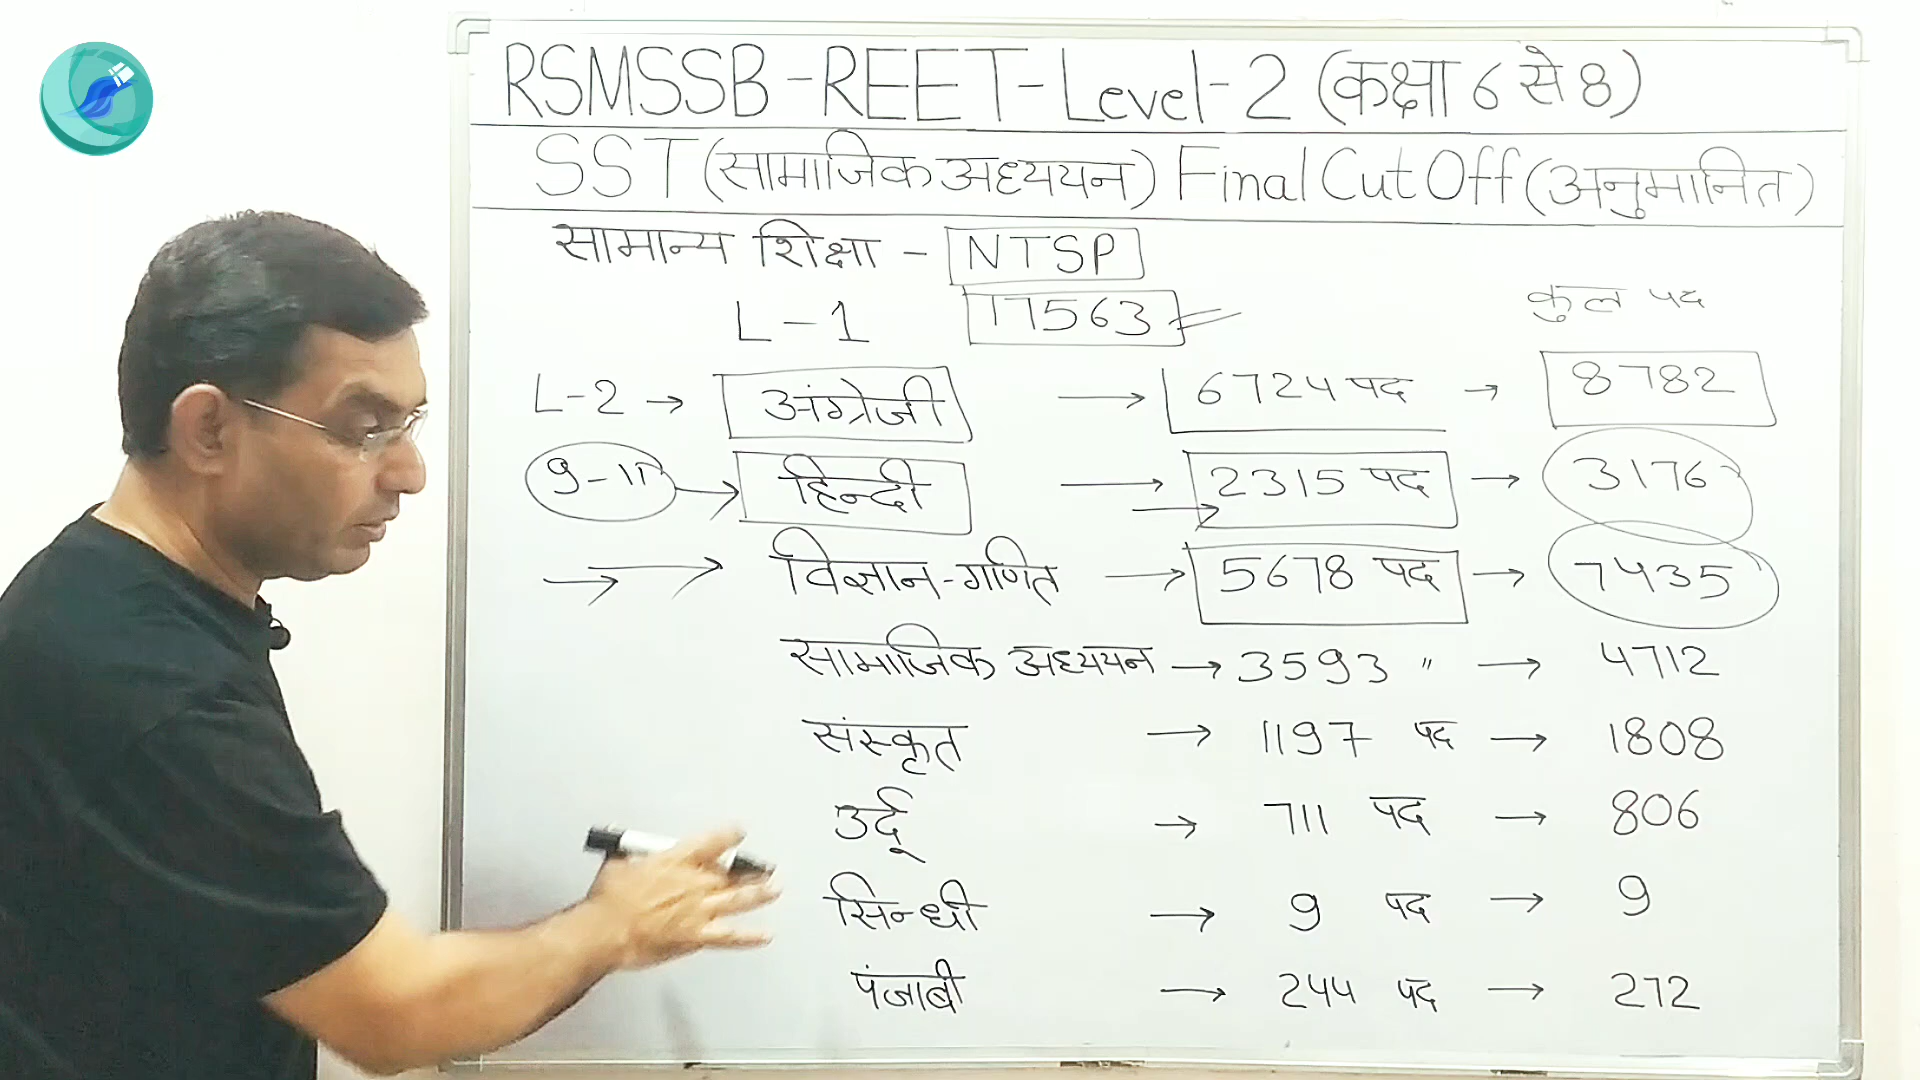 RSMSSB-REET-Level-2 (कक्षा 6 से 8)
SST (सामाजिक अध्ययन) Final Cut Off (अनुमानित)
सामान्य शिक्षा - NTSP
L-1 17563 कुल पद
L-2 → अंग्रेजी → 6724 पद → 8782
9-11 → हिन्दी → 2315 पद → 3176
विज्ञान-गणित → 5678 पद → 7435
सामाजिक अध्ययन → 3593 " → 4712
संस्कृत → 1197 पद → 1808
उर्दू → 711 पद → 806
सिन्धी → 9 पद → 9
पंजाबी → 244 पद → 272